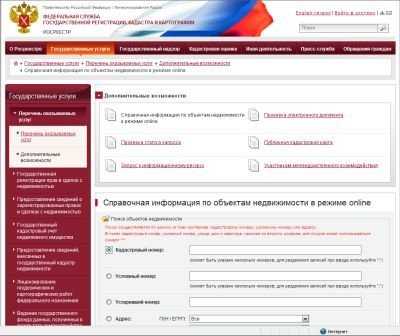 Правительство Российской Федерации | Минэкономразвития России
ФЕДЕРАЛЬНАЯ СЛУЖБА
ГОСУДАРСТВЕННОЙ РЕГИСТРАЦИИ, КАДАСТРА И КАРТОГРАФИИ
РОСРЕЕСТР
English version | Войти в систему
Поиск
О Росреестре
Государственные услуги
Государственный надзор
Кадастровая оценка
Иная деятельность
Пресс-служба
Обращения граждан
Государственные услуги → Перечень оказываемых услуг → Дополнительные возможности
→ Справочная информация по объектам недвижимости в режиме online
Государственные услуги
Перечень оказываемых услуг
Перечень оказываемых
услуг
Дополнительные
возможности
Государственная
регистрация прав и сделок с
недвижимостью
Предоставление сведений о
зарегистрированных правах
и сделках с недвижимостью
Государственный
кадастровый учет
недвижимого имущества
Предоставление сведений,
внесенных в
государственный кадастр
недвижимости
Лицензирование
геодезических и
картографических работ
федерального назначения
Ведение государственного
фонда данных, полученных в
Дополнительные возможности
Справочная информация по объектам недвижимости
в режиме online
Проверка электронного документа
Проверка статуса запроса
Публичная кадастровая карта
Запрос к информационному ресурсу
Участникам межведомственного взаимодействия
Справочная информация по объектам недвижимости в режиме online
Поиск объектов недвижимости
Поиск осуществляется по одному из трех критериев: кадастровому номеру, условному номеру или адресу.
Кадастровый номер:
(может быть указано несколько номеров, для разделения записей при вводе используйте ";")
Условный номер:
(может быть указано несколько номеров, для разделения записей при вводе используйте ";")
Устаревший номер:
Адрес:
ГКН / ЕГРП:
Все
Интернет